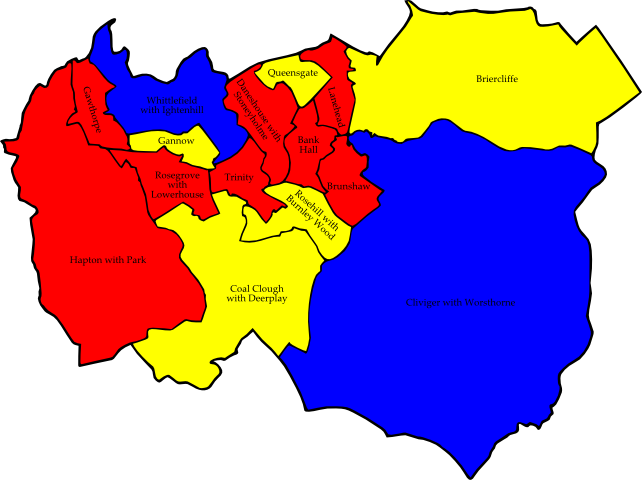 Queensgate
Briercliffe
Gawthorpe
Whittlefield
with Ightenhill
Daneshouse with
Stoneyholme
Lanehead
Gannow
Bank
Hall
Rosegrove
with
Lowerhouse
Trinity
Brunshaw
Rosehill with
Burnley Wood
Hapton with Park
Coal Clough
with Deerplay
Cliviger with Worsthorne